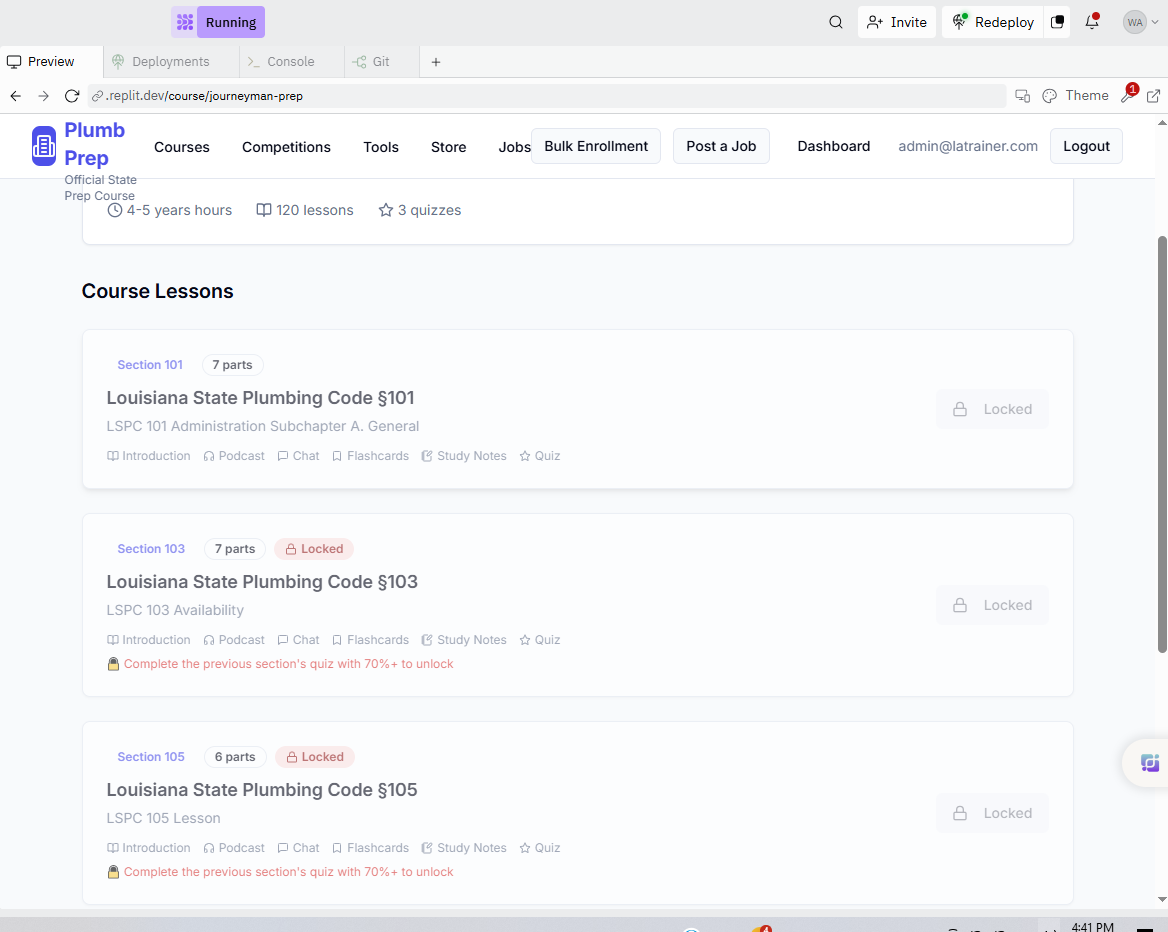 Running
Invite
Redeploy
WA
Preview
Deployments
Console
Git
.replit.dev/course/journeyman-prep
Theme
1
Plumb
Prep
Official State
Prep Course
Courses
Competitions
Tools
Store
Jobs
Bulk Enrollment
Post a Job
Dashboard
admin@latrainer.com
Logout
4-5 years hours
120 lessons
3 quizzes
Course Lessons
Section 101 7 parts
Louisiana State Plumbing Code §101
LSPC 101 Administration Subchapter A. General
Introduction Podcast Chat Flashcards Study Notes Quiz
Locked
Section 103 7 parts Locked
Louisiana State Plumbing Code §103
LSPC 103 Availability
Introduction Podcast Chat Flashcards Study Notes Quiz
Complete the previous section's quiz with 70%+ to unlock
Locked
Section 105 6 parts Locked
Louisiana State Plumbing Code §105
LSPC 105 Lesson
Introduction Podcast Chat Flashcards Study Notes Quiz
Complete the previous section's quiz with 70%+ to unlock
Locked
4:41 PM